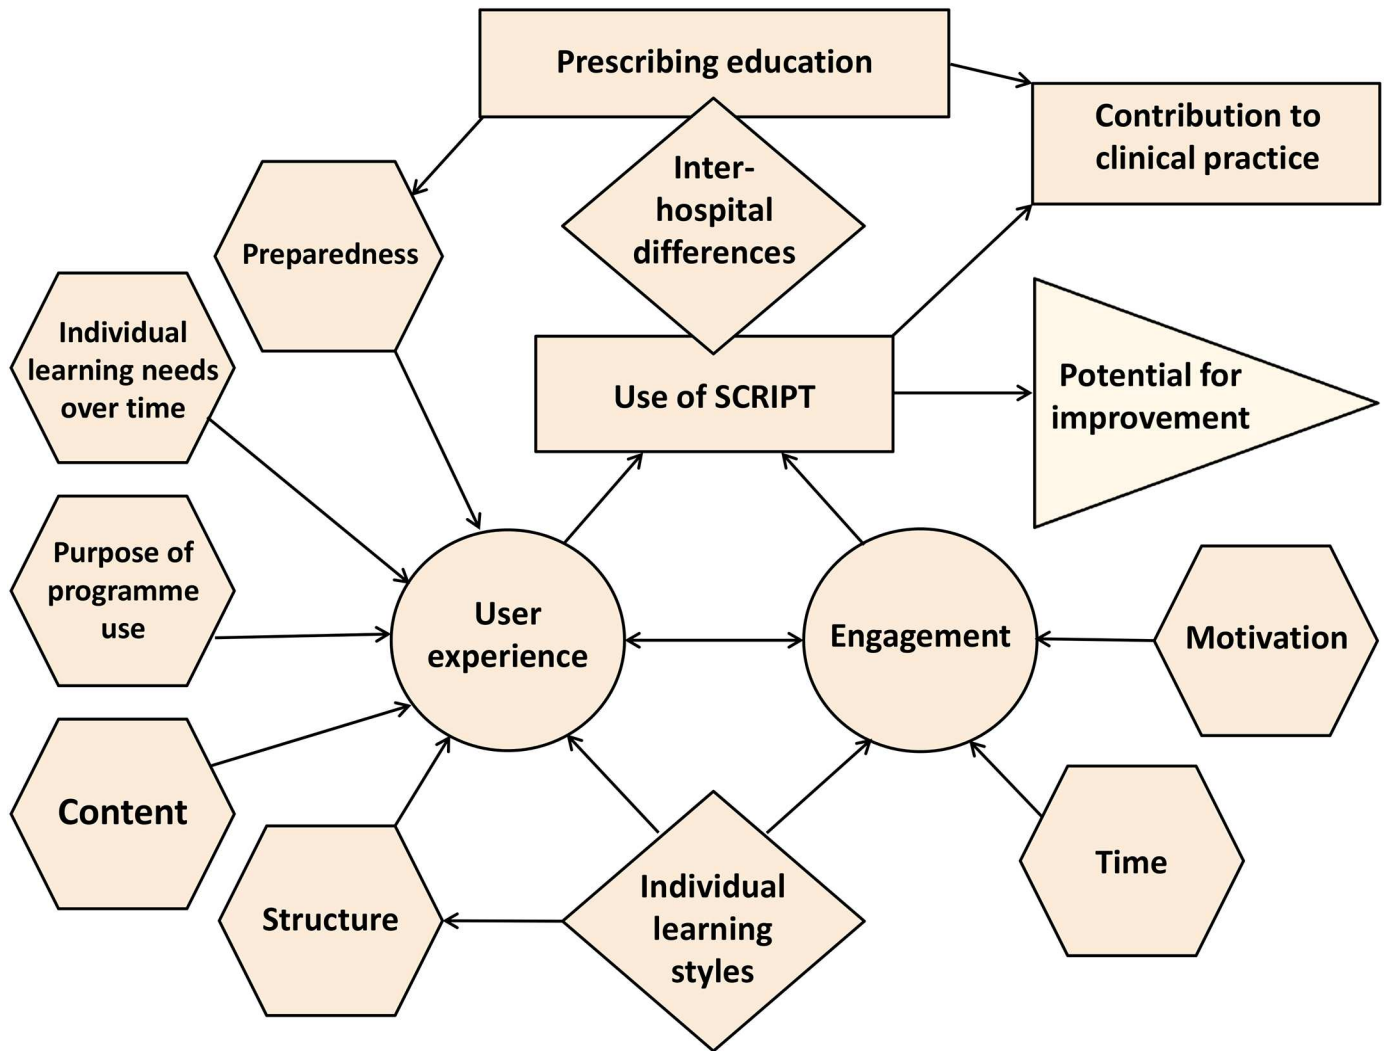 Prescribing education
Contribution to
clinical practice
Inter-
hospital
differences
Preparedness
Individual
learning needs
over time
Use of SCRIPT
Potential for
improvement
Purpose of
programme
use
User
experience
Engagement
Motivation
Content
Structure
Individual
learning
styles
Time